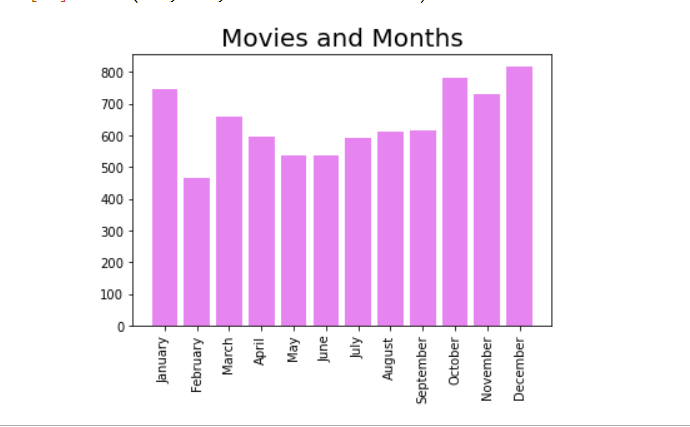 Movies and Months
800
700
600
500
400
300
200
100
0
January
February
March
April
May
June
July
August
September
October
November
December